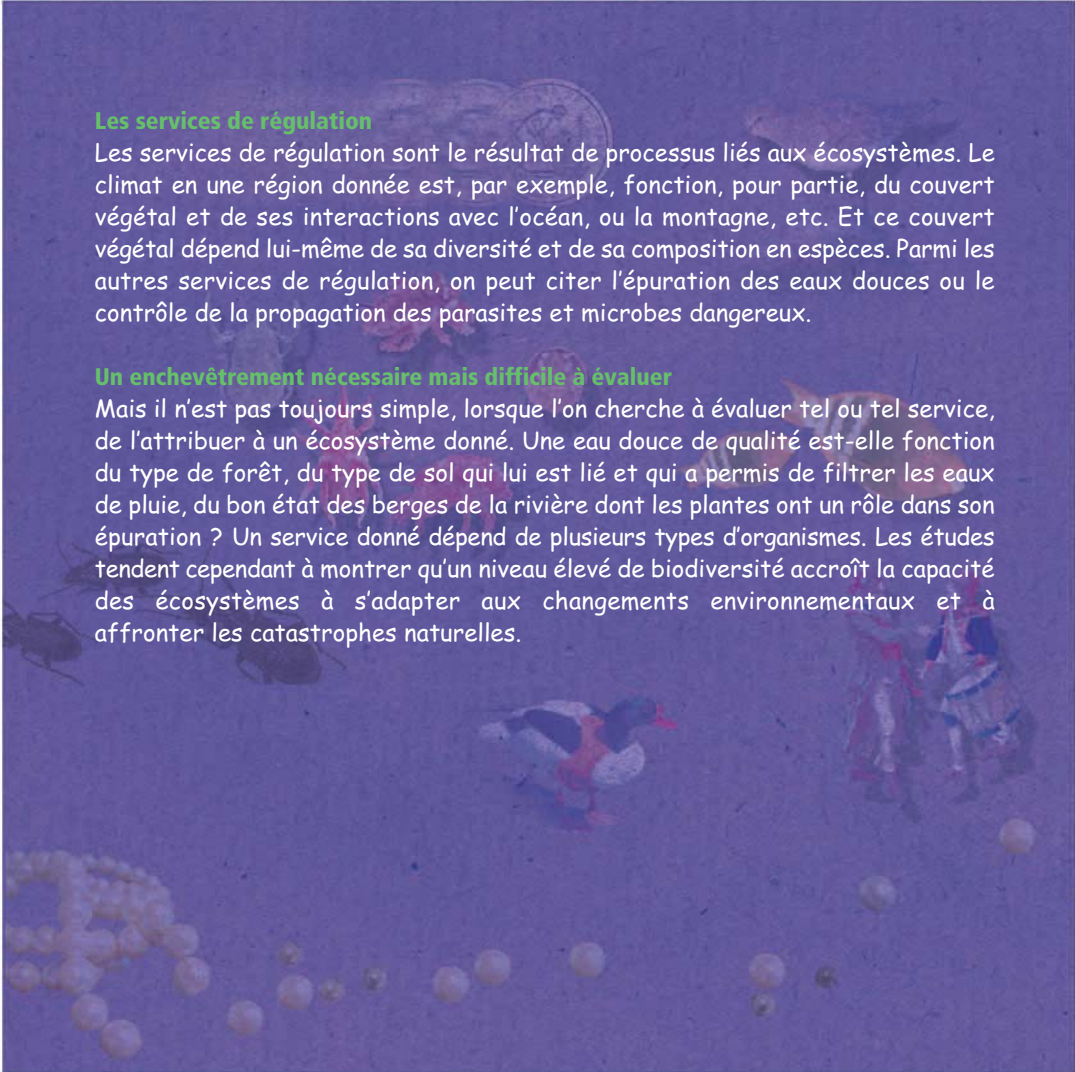 Les services de régulation
Les services de régulation sont le résultat de processus liés aux écosystèmes. Le
climat en une région donnée est, par exemple, fonction, pour partie, du couvert
végétal et de ses interactions avec l’océan, ou la montagne, etc. Et ce couvert
végétal dépend lui-même de sa diversité et de sa composition en espèces. Parmi les
autres services de régulation, on peut citer l’épuration des eaux douces ou le
contrôle de la propagation des parasites et microbes dangereux.
Un enchevêtrement nécessaire mais difficile à évaluer
Mais il n’est pas toujours simple, lorsque l’on cherche à évaluer tel ou tel service,
de l’attribuer à un écosystème donné. Une eau douce de qualité est-elle fonction
du type de forêt, du type de sol qui lui est lié et qui a permis de filtrer les eaux
de pluie, du bon état des berges de la rivière dont les plantes ont un rôle dans son
épuration ? Un service donné dépend de plusieurs types d’organismes. Les études
tendent cependant à montrer qu’un niveau élevé de biodiversité accroît la capacité
des écosystèmes à s’adapter aux changements environnementaux et à
affronter les catastrophes naturelles.